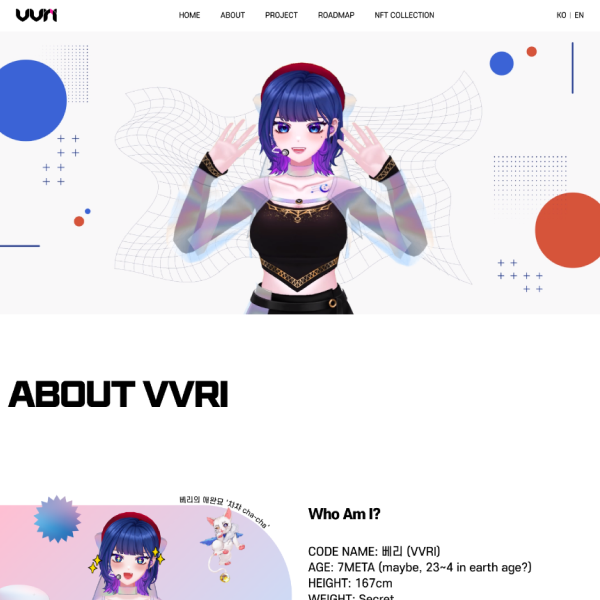 VVRI
HOME ABOUT PROJECT ROADMAP NFT COLLECTION
KO | EN
ABOUT VVRI
베리의 애완묘 '차차 cha-cha'
Who Am I?
CODE NAME: 베리 (VVRI)
AGE: 7META (maybe, 23~4 in earth age?)
HEIGHT: 167cm
WEIGHT: Secret